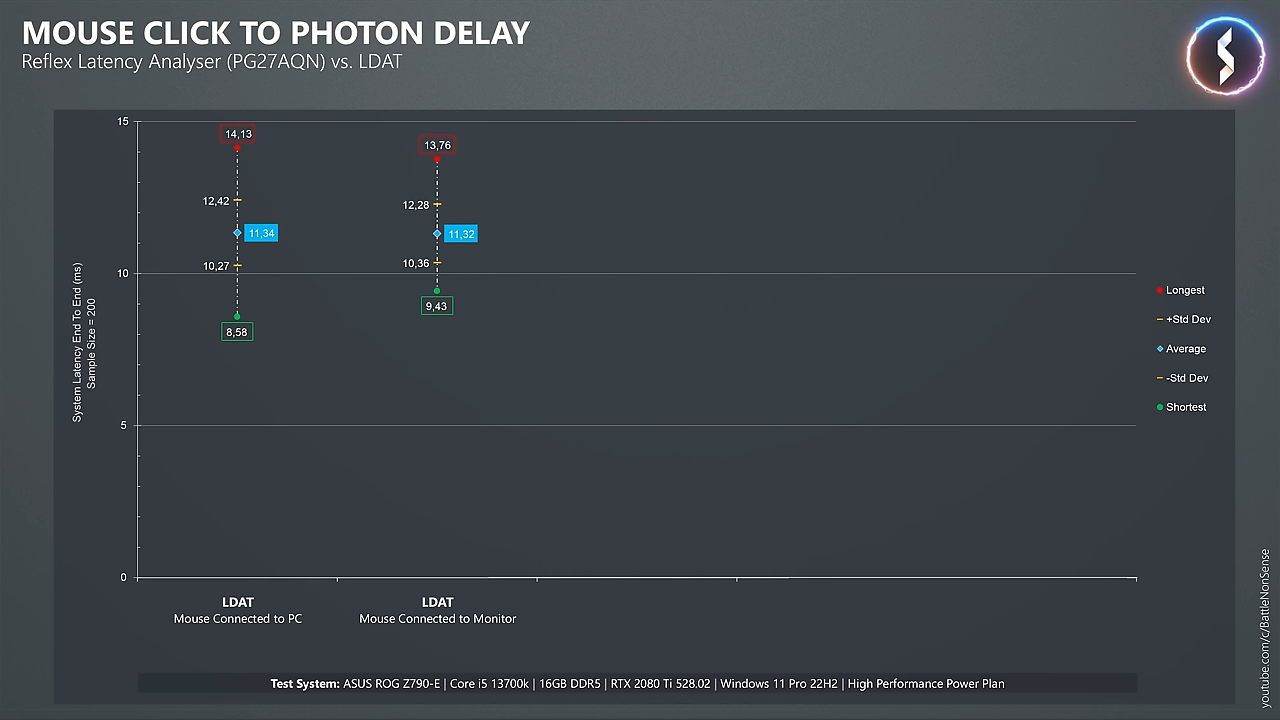 MOUSE CLICK TO PHOTON DELAY
Reflex Latency Analyser (PG27AQN) vs. LDAT
15
14,13
13,76
12,42
12,28
11,34
11,32
10,27
10,36
10
9,43
8,58
5
0
System Latency End To End (ms)
Sample Size = 200
Longest
+Std Dev
Average
-Std Dev
Shortest
LDAT
Mouse Connected to PC
LDAT
Mouse Connected to Monitor
Test System: ASUS ROG Z790-E | Core i5 13700k | 16GB DDR5 | RTX 2080 Ti 528.02 | Windows 11 Pro 22H2 | High Performance Power Plan
youtube.com/c/BattleNonSense